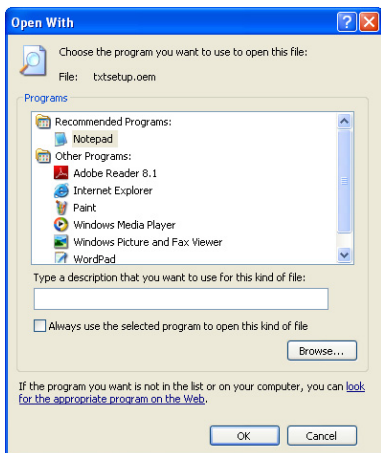 Open With
Choose the program you want to use to open this file:
File: txtsetup.oem
Programs
Recommended Programs:
Notepad
Other Programs:
Adobe Reader 8.1
Internet Explorer
Paint
Windows Media Player
Windows Picture and Fax Viewer
WordPad
Type a description that you want to use for this kind of file:
Always use the selected program to open this kind of file
Browse...
If the program you want is not in the list or on your computer, you can look
for the appropriate program on the Web.
OK Cancel